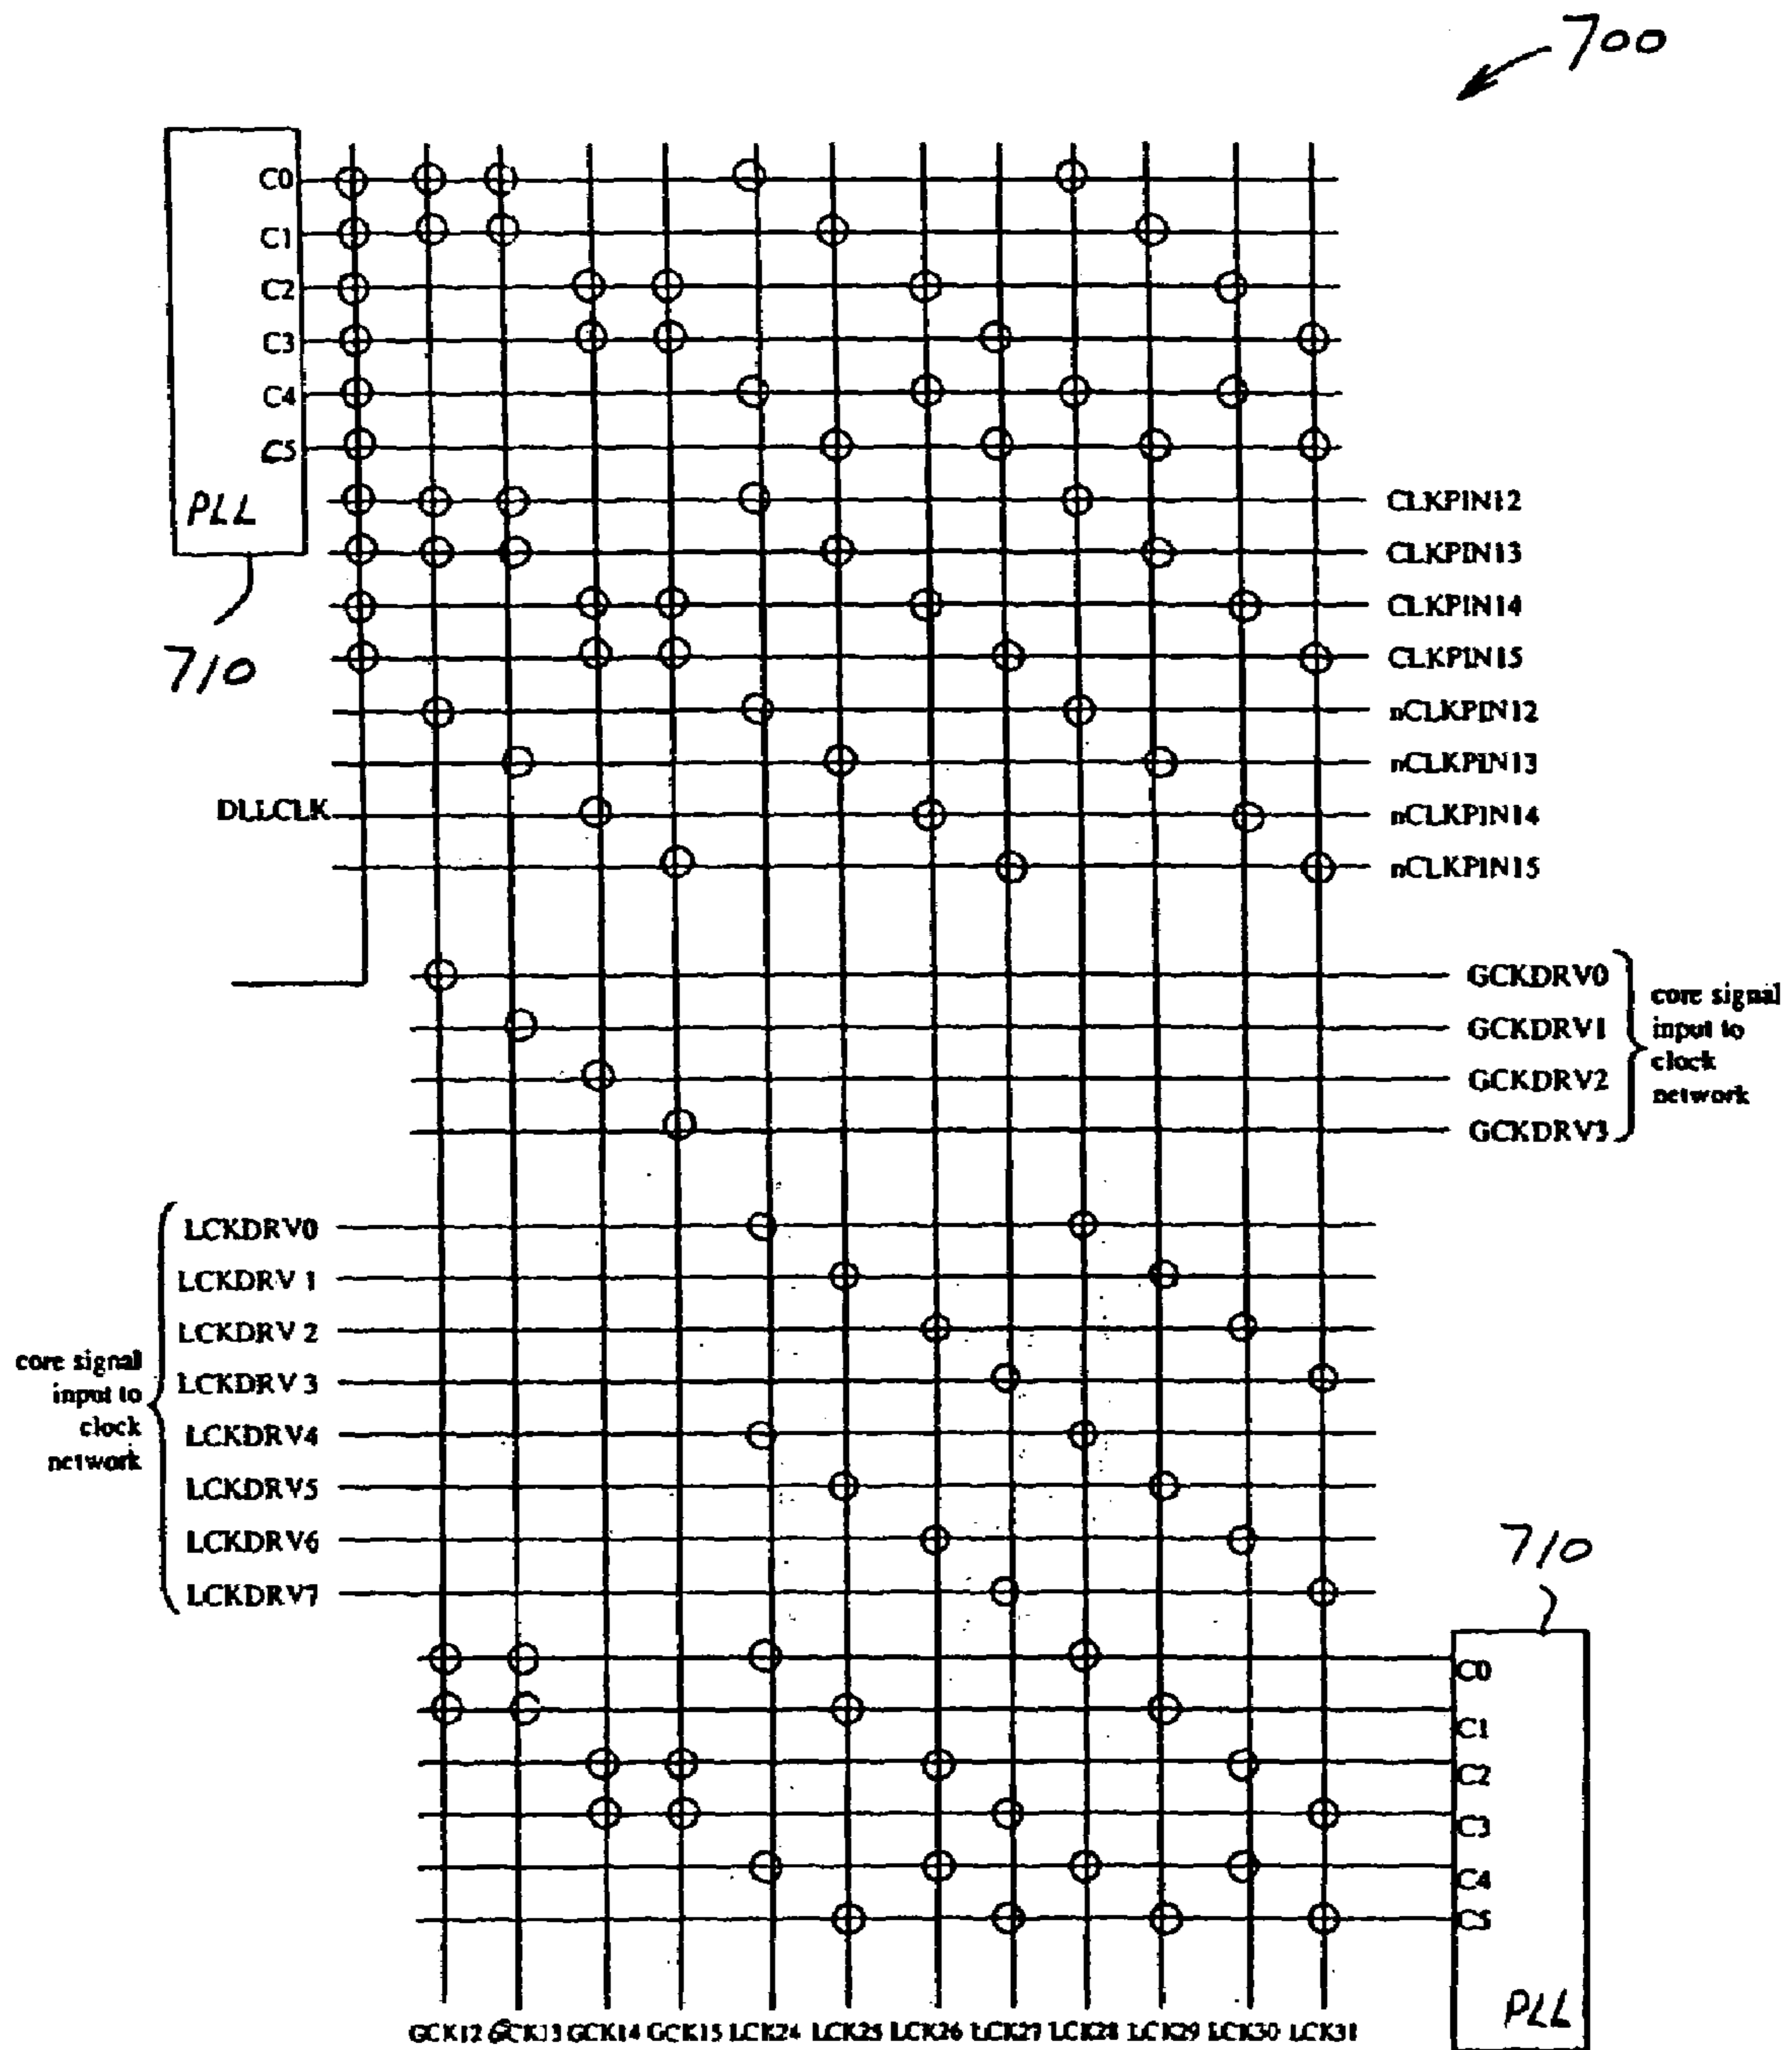 700
C0
C1
C2
C3
C4
C5
PLL
710
CLKPIN12
CLKPIN13
CLKPIN14
CLKPIN15
nCLKPIN12
nCLKPIN13
DLLCLK
nCLKPIN14
nCLKPIN15
GCKDRV0
GCKDRV1
GCKDRV2
GCKDRV3
core signal
input to
clock
network
LCKDRV0
LCKDRV 1
LCKDRV 2
LCKDRV 3
LCKDRV4
LCKDRV5
LCKDRV6
LCKDRV7
core signal
input to
clock
network
710
C0
C1
C2
C3
C4
C5
PLL
GCK12 GCK13 GCK14 GCK15 LCK24 LCK25 LCK26 LCK27 LCK28 LCK29 LCK30 LCK31